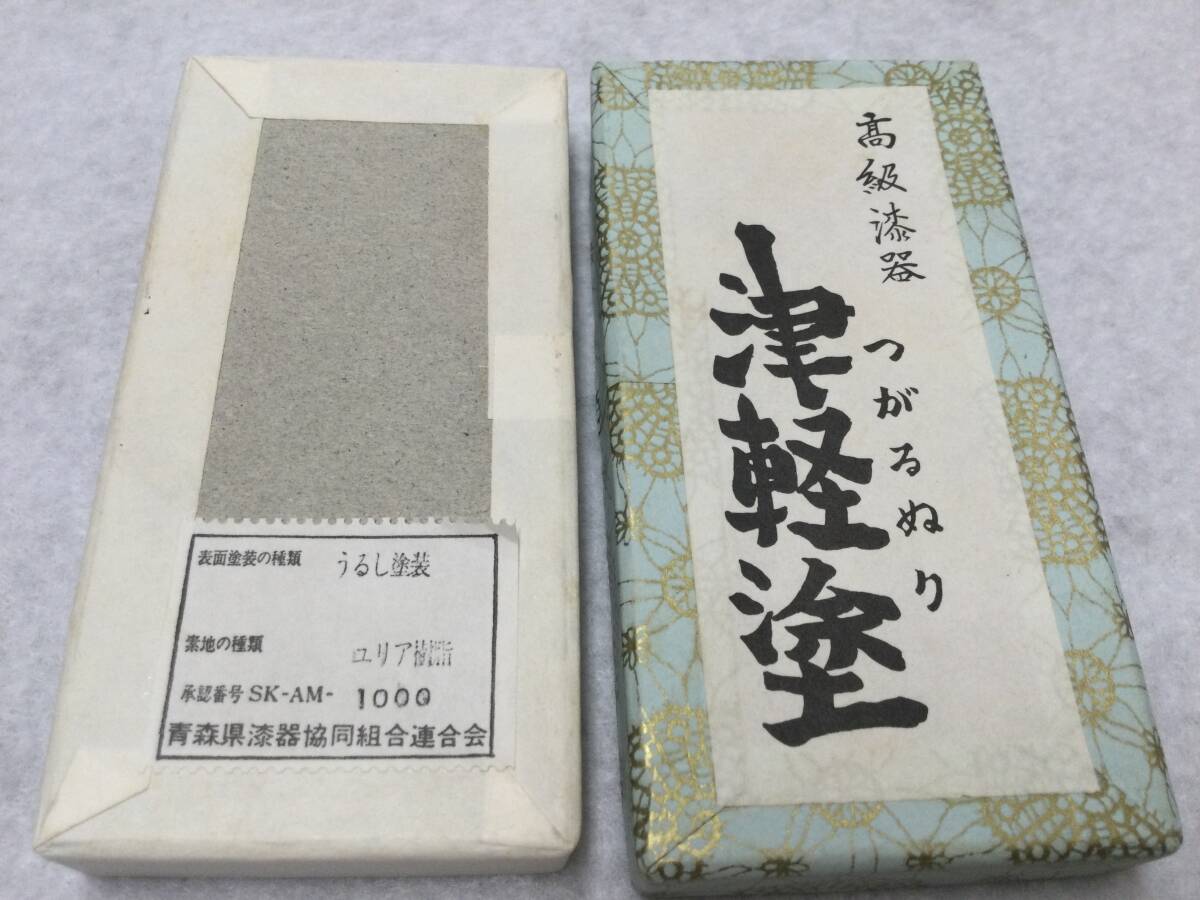 表面塗装の種類 うるし塗装
素地の種類 ユリア樹脂
承認番号 SK-AM- 1000
青森県漆器協同組合連合会
高級漆器
つがるぬり
津軽塗